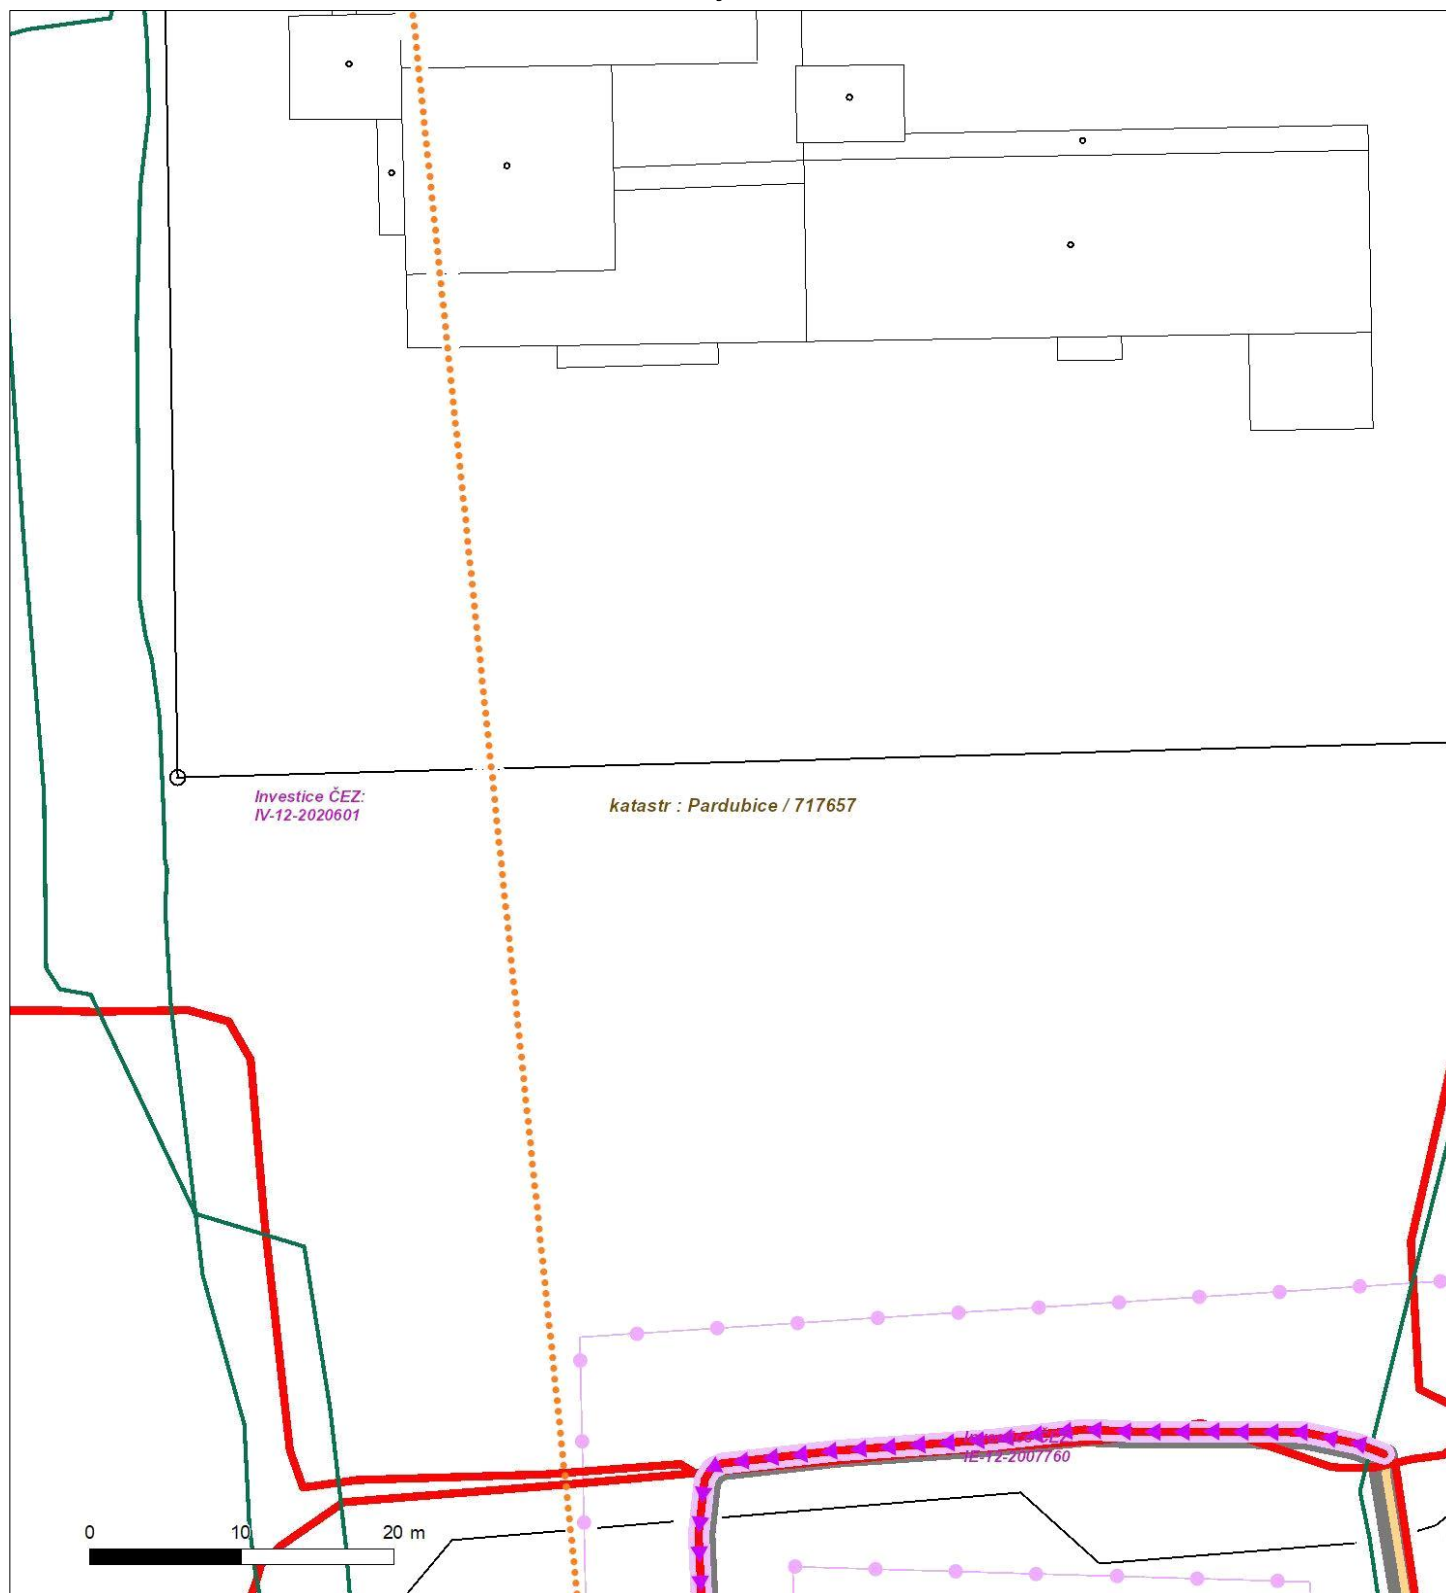 Investice ČEZ:
IV-12-2020601
katastr : Pardubice / 717657
IE-12-2007760
0 10 20 m